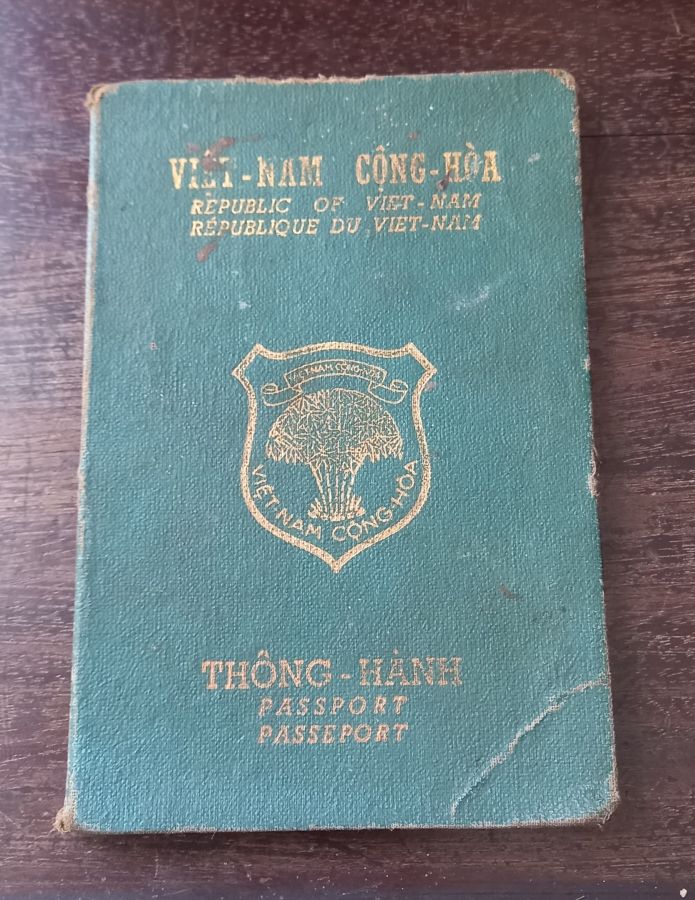 VIỆT-NAM CỘNG-HÒA
REPUBLIC OF VIET-NAM
RÉPUBLIQUE DU VIET-NAM
VIỆT-NAM CỘNG-HÒA
VIỆT-NAM CỘNG-HÒA
THÔNG-HÀNH
PASSPORT
PASSEPORT